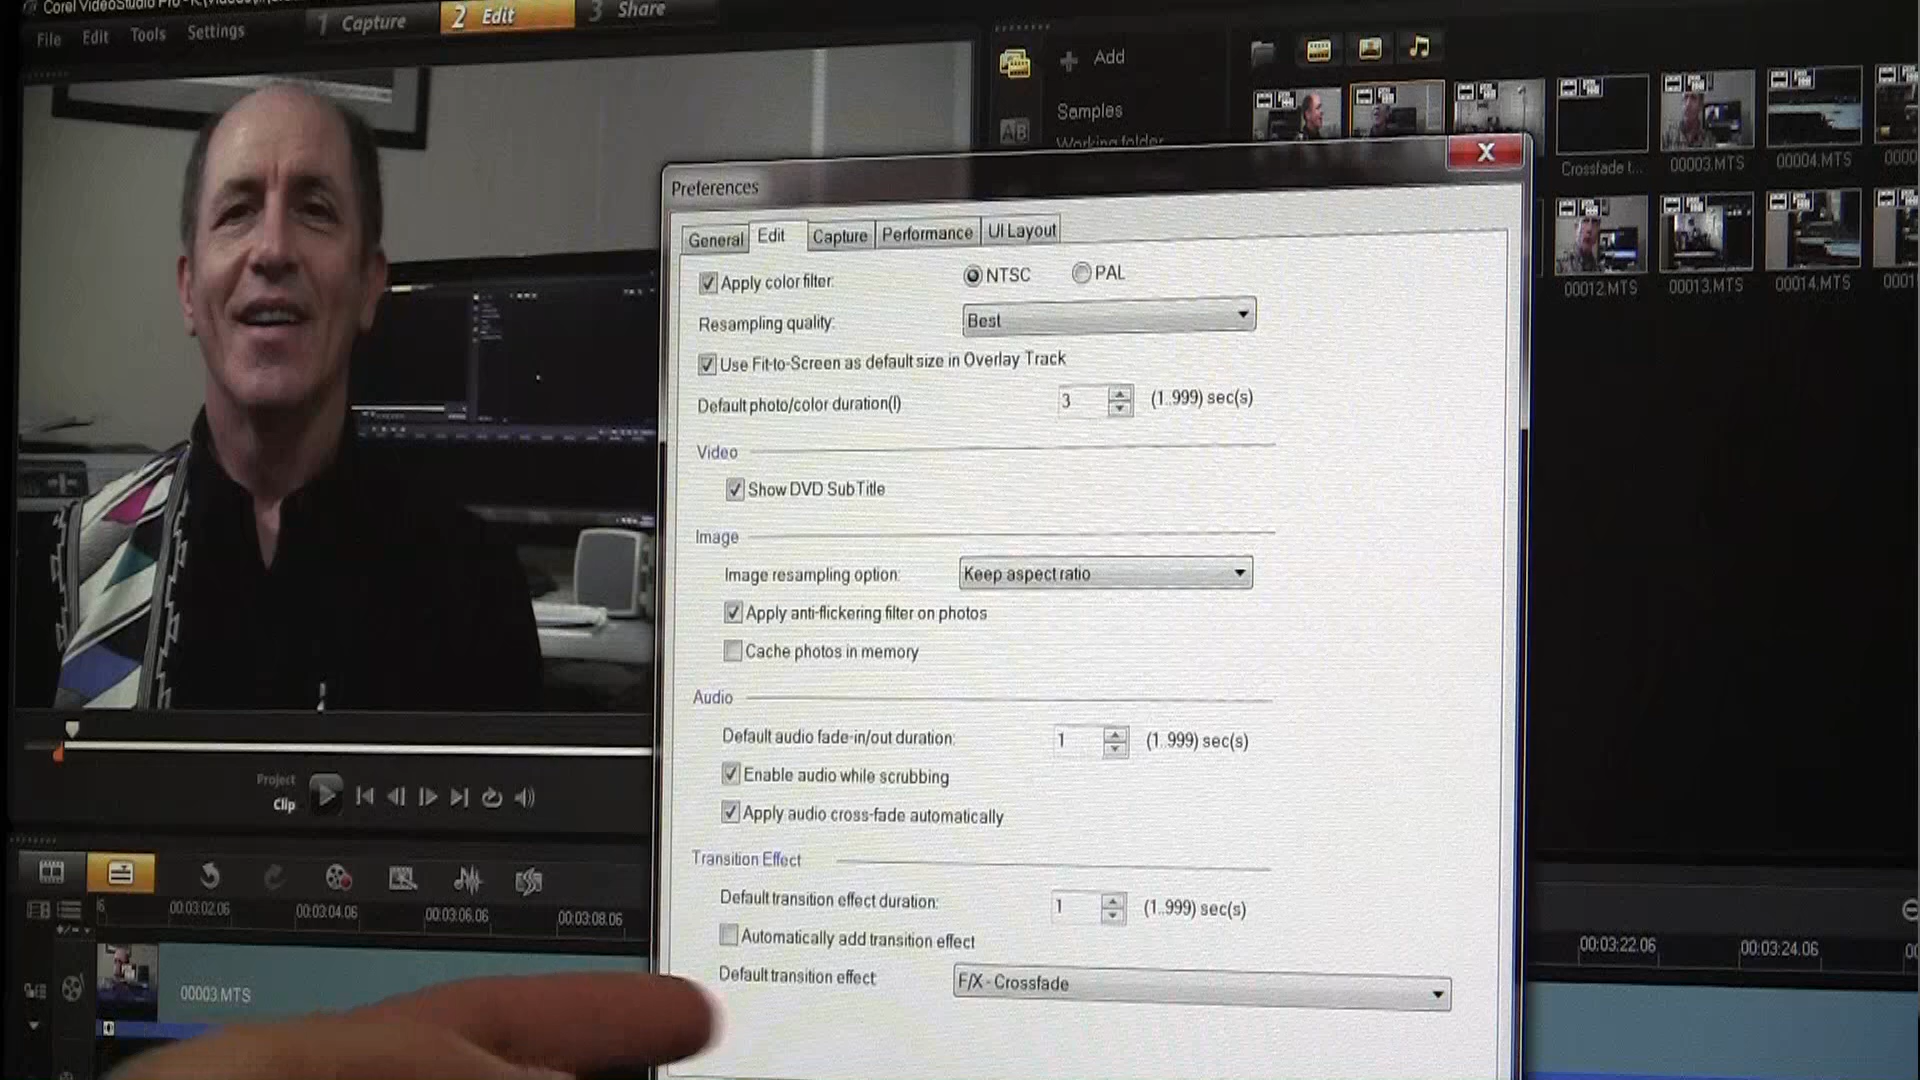 Corel VideoStudio Pro
1 Capture
2 Edit
3 Share
File Edit Tools Settings
Add
Samples
Working folder
AB
Crossfade t...
00003.MTS
00004.MTS
00012.MTS
00013.MTS
00014.MTS
Preferences
X
General Edit Capture Performance UI Layout
Apply color filter: NTSC PAL
Resampling quality: Best
Use Fit-to-Screen as default size in Overlay Track
Default photo/color duration(I) 3 (1..999) sec(s)
Video
Show DVD SubTitle
Image
Image resampling option: Keep aspect ratio
Apply anti-flickering filter on photos
Cache photos in memory
Audio
Default audio fade-in/out duration: 1 (1..999) sec(s)
Enable audio while scrubbing
Apply audio cross-fade automatically
Transition Effect
Default transition effect duration: 1 (1..999) sec(s)
Automatically add transition effect
Default transition effect: F/X - Crossfade
Project
Clip
00:03:02.06 00:03:04.06 00:03:06.06 00:03:08.06 00:03:22.06 00:03:24.06
00003.MTS